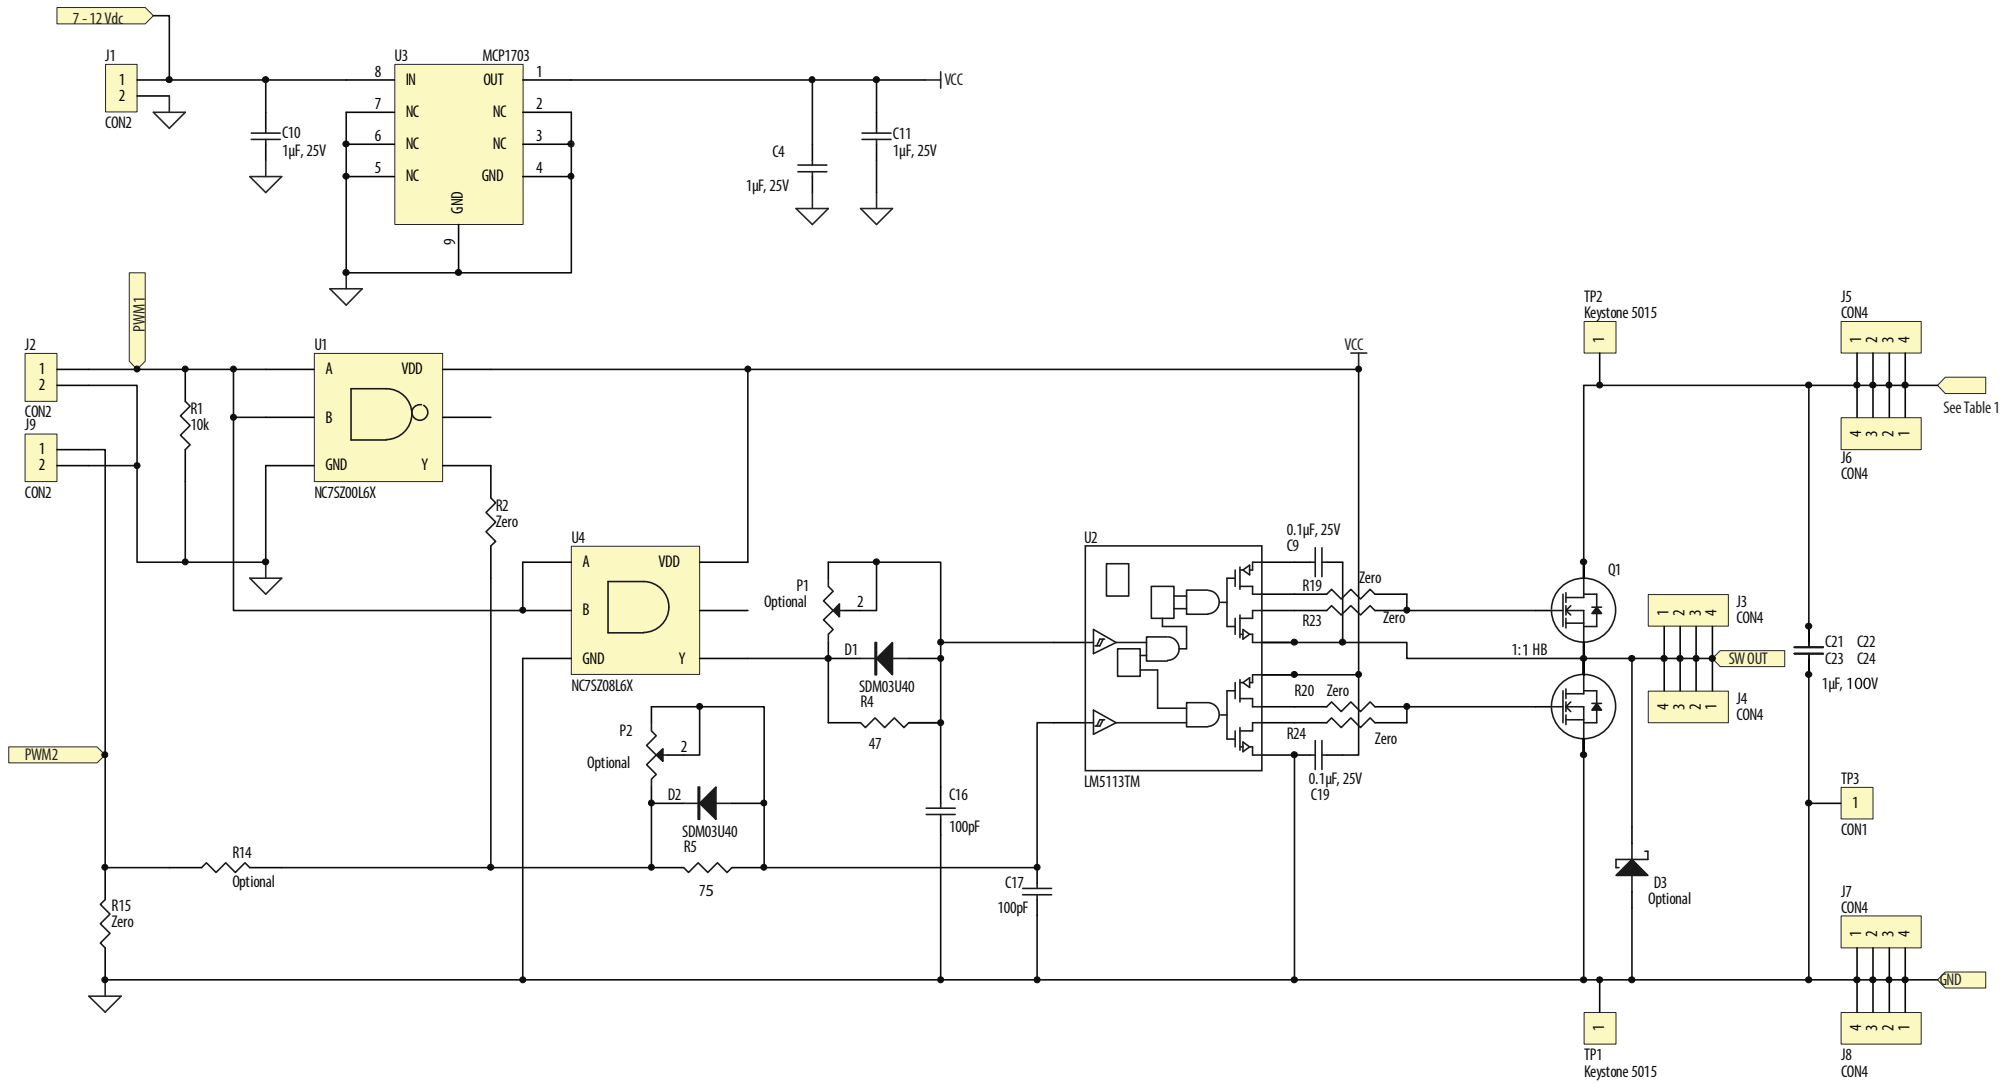 7 - 12 Vdc
J1
1
2
CON2
C10
1µF, 25V
U3
MCP1703
8
IN
OUT
1
7
NC
NC
2
6
NC
NC
3
5
NC
GND
4
GND
9
VCC
C4
1µF, 25V
C11
1µF, 25V
PWM1
J2
1
2
CON2
J9
1
2
CON2
R1
10k
U1
A
VDD
B
GND
Y
NC7SZ00L6X
R2
Zero
U4
A
VDD
B
GND
Y
NC7SZ08L6X
P1
Optional
2
D1
SDM03U40
R4
47
P2
Optional
2
D2
SDM03U40
R5
75
PWM2
R14
Optional
R15
Zero
C16
100pF
C17
100pF
U2
LM5113TM
VCC
0.1µF, 25V
C9
R19
Zero
R23
Zero
R20
Zero
R24
Zero
0.1µF, 25V
C19
1:1 HB
Q1
TP2
Keystone 5015
1
J5
CON4
1 2 3 4
See Table 1
4 3 2 1
J6
CON4
1 2 3 4
J3
CON4
SW OUT
4 3 2 1
J4
CON4
C21 C22
C23 C24
1µF, 100V
TP3
1
CON1
D3
Optional
J7
CON4
1 2 3 4
GND
4 3 2 1
J8
CON4
1
TP1
Keystone 5015